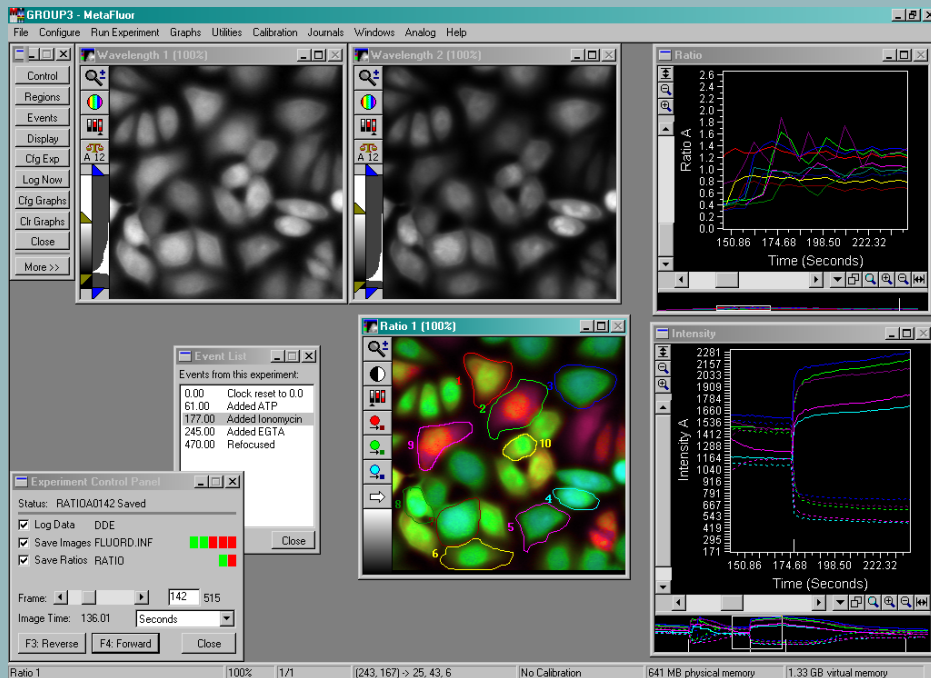 GROUP3 - MetaFluor
File Configure Run Experiment Graphs Utilities Calibration Journals Windows Analog Help
Control
Regions
Events
Display
Cfg Exp
Log Now
Cfg Graphs
Clr Graphs
Close
More >>
Wavelength 1 (100%)
A 12
Wavelength 2 (100%)
A 12
Ratio
Ratio A
2.6
2.4
2.2
2.0
1.8
1.6
1.4
1.2
1.0
0.8
0.6
0.4
0.2
0.0
150.86 174.68 198.50 222.32
Time (Seconds)
Event List
Events from this experiment:
0.00 Clock reset to 0.0
61.00 Added ATP
177.00 Added Ionomycin
245.00 Added EGTA
470.00 Refocused
Close
Ratio 1 (100%)
1
2
3
9
10
4
8
5
6
Intensity
Intensity A
2281
2157
2033
1909
1784
1660
1536
1412
1288
1164
1040
916
791
667
543
419
295
171
150.86 174.68 198.50 222.32
Time (Seconds)
Experiment Control Panel
Status: RATIOA0142 Saved
Log Data DDE
Save Images FLUORD.INF
Save Ratios RATIO
Frame: 142 515
Image Time: 136.01 Seconds
F3: Reverse F4: Forward Close
Ratio 1 100% 1/1 (243, 167) -> 25, 43, 6 No Calibration 641 MB physical memory 1.33 GB virtual memory